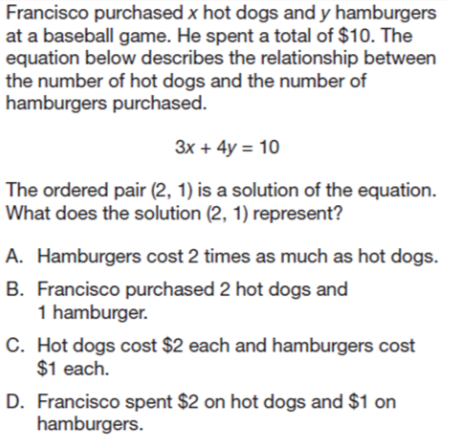 Francisco purchased x hot dogs and y hamburgers
at a baseball game. He spent a total of $10. The
equation below describes the relationship between
the number of hot dogs and the number of
hamburgers purchased.
3x + 4y = 10
The ordered pair (2, 1) is a solution of the equation.
What does the solution (2, 1) represent?
A. Hamburgers cost 2 times as much as hot dogs.
B. Francisco purchased 2 hot dogs and
1 hamburger.
C. Hot dogs cost $2 each and hamburgers cost
$1 each.
D. Francisco spent $2 on hot dogs and $1 on
hamburgers.